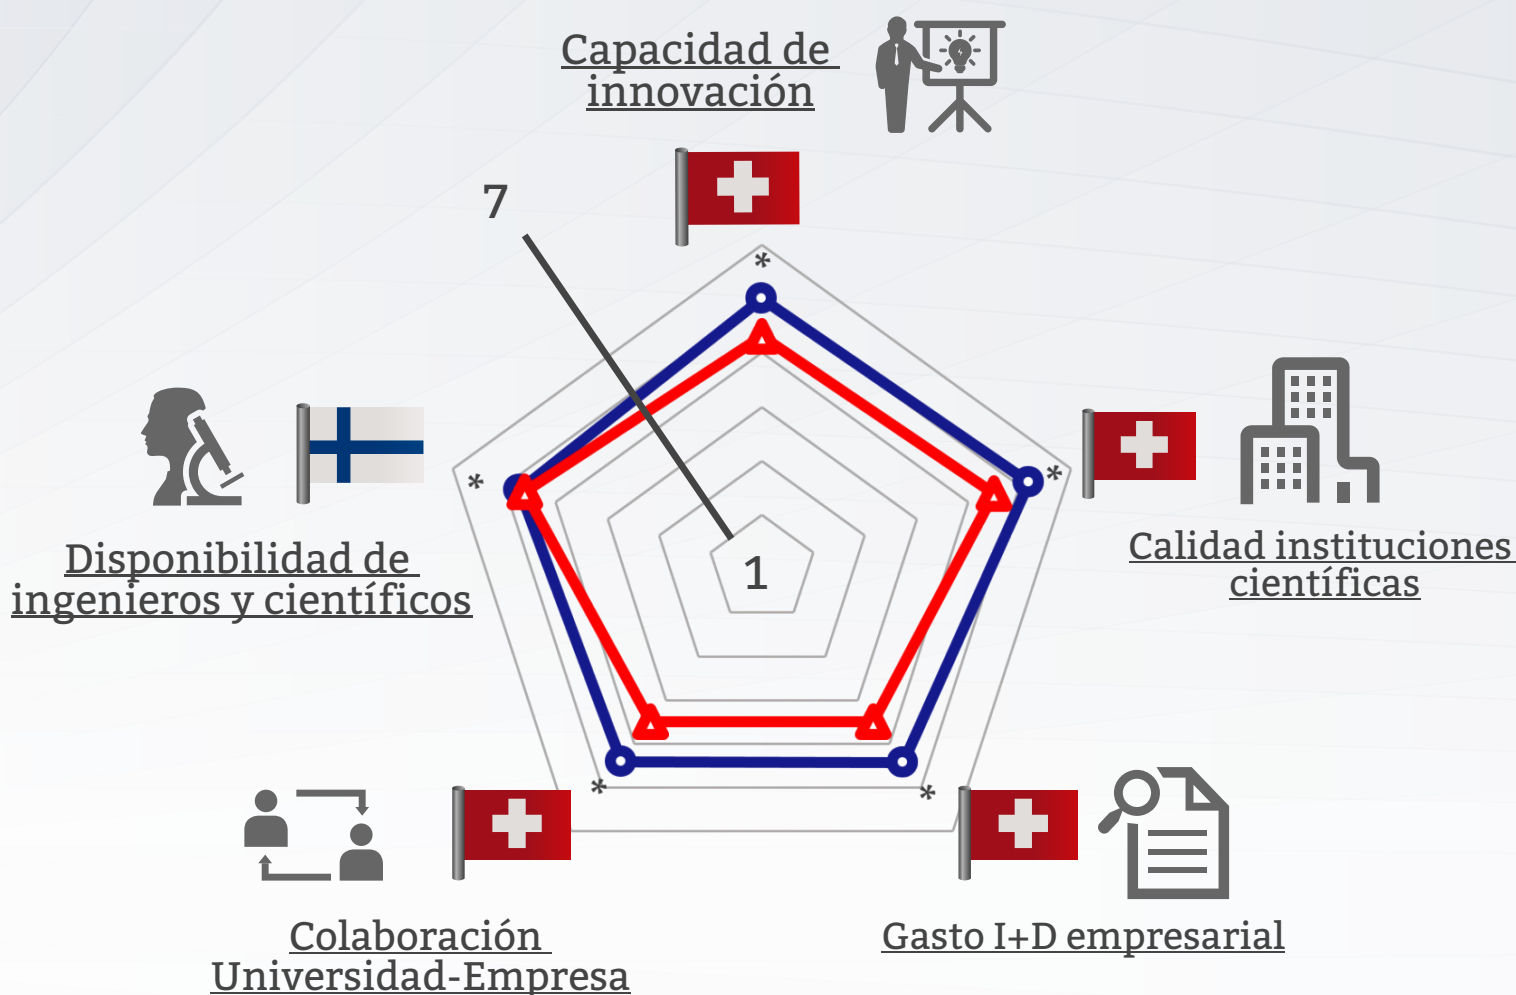 Capacidad de
innovación
7
*
*
*
1
Disponibilidad de
ingenieros y científicos
Calidad instituciones
científicas
*
*
Colaboración
Universidad-Empresa
Gasto I+D empresarial